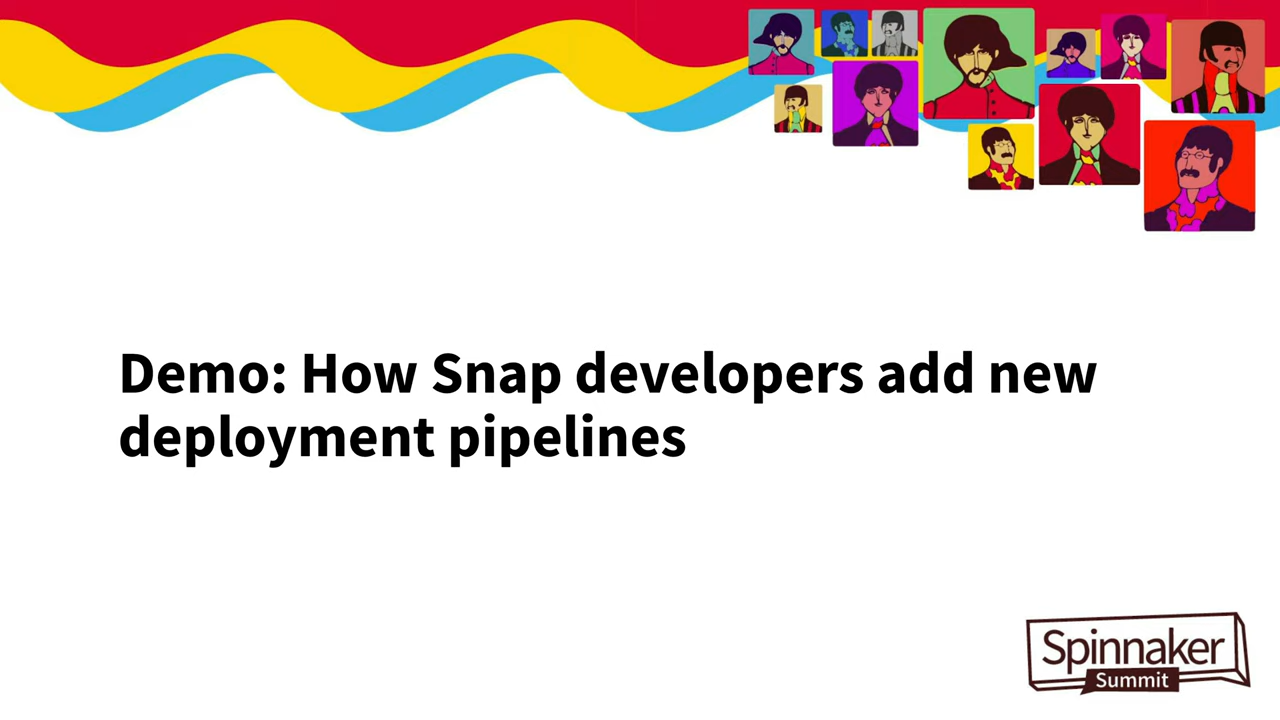 Demo: How Snap developers add new
deployment pipelines
Spinnaker
Summit